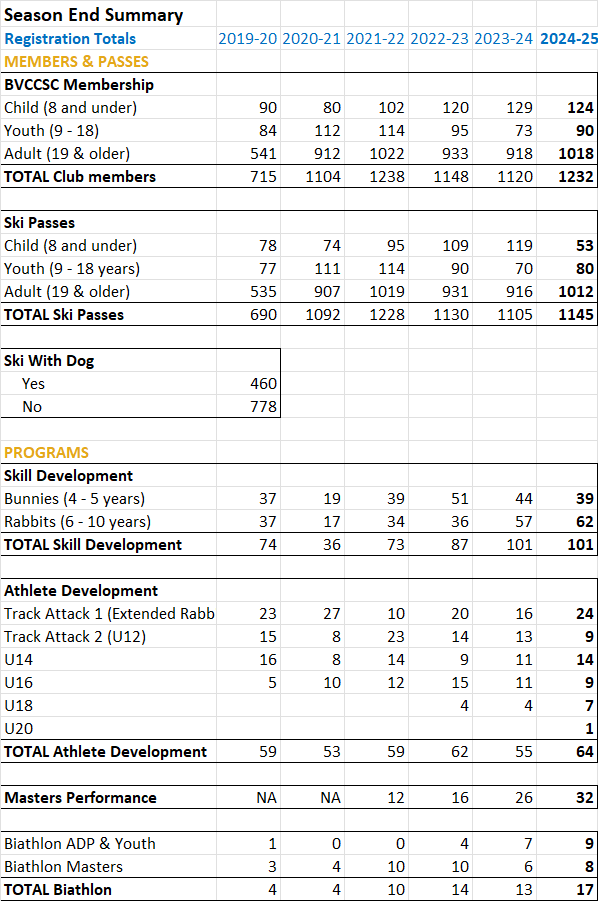 Season End Summary
Registration Totals 2019-20 2020-21 2021-22 2022-23 2023-24 2024-25
MEMBERS & PASSES
BVCCSC Membership
Child (8 and under) 90 80 102 120 129 124
Youth (9 - 18) 84 112 114 95 73 90
Adult (19 & older) 541 912 1022 933 918 1018
TOTAL Club members 715 1104 1238 1148 1120 1232
Ski Passes
Child (8 and under) 78 74 95 109 119 53
Youth (9 - 18 years) 77 111 114 90 70 80
Adult (19 & older) 535 907 1019 931 916 1012
TOTAL Ski Passes 690 1092 1228 1130 1105 1145
Ski With Dog
Yes 460
No 778
PROGRAMS
Skill Development
Bunnies (4 - 5 years) 37 19 39 51 44 39
Rabbits (6 - 10 years) 37 17 34 36 57 62
TOTAL Skill Development 74 36 73 87 101 101
Athlete Development
Track Attack 1 (Extended Rabb 23 27 10 20 16 24
Track Attack 2 (U12) 15 8 23 14 13 9
U14 16 8 14 9 11 14
U16 5 10 12 15 11 9
U18 4 4 7
U20 1
TOTAL Athlete Development 59 53 59 62 55 64
Masters Performance NA NA 12 16 26 32
Biathlon ADP & Youth 1 0 0 4 7 9
Biathlon Masters 3 4 10 10 6 8
TOTAL Biathlon 4 4 10 14 13 17